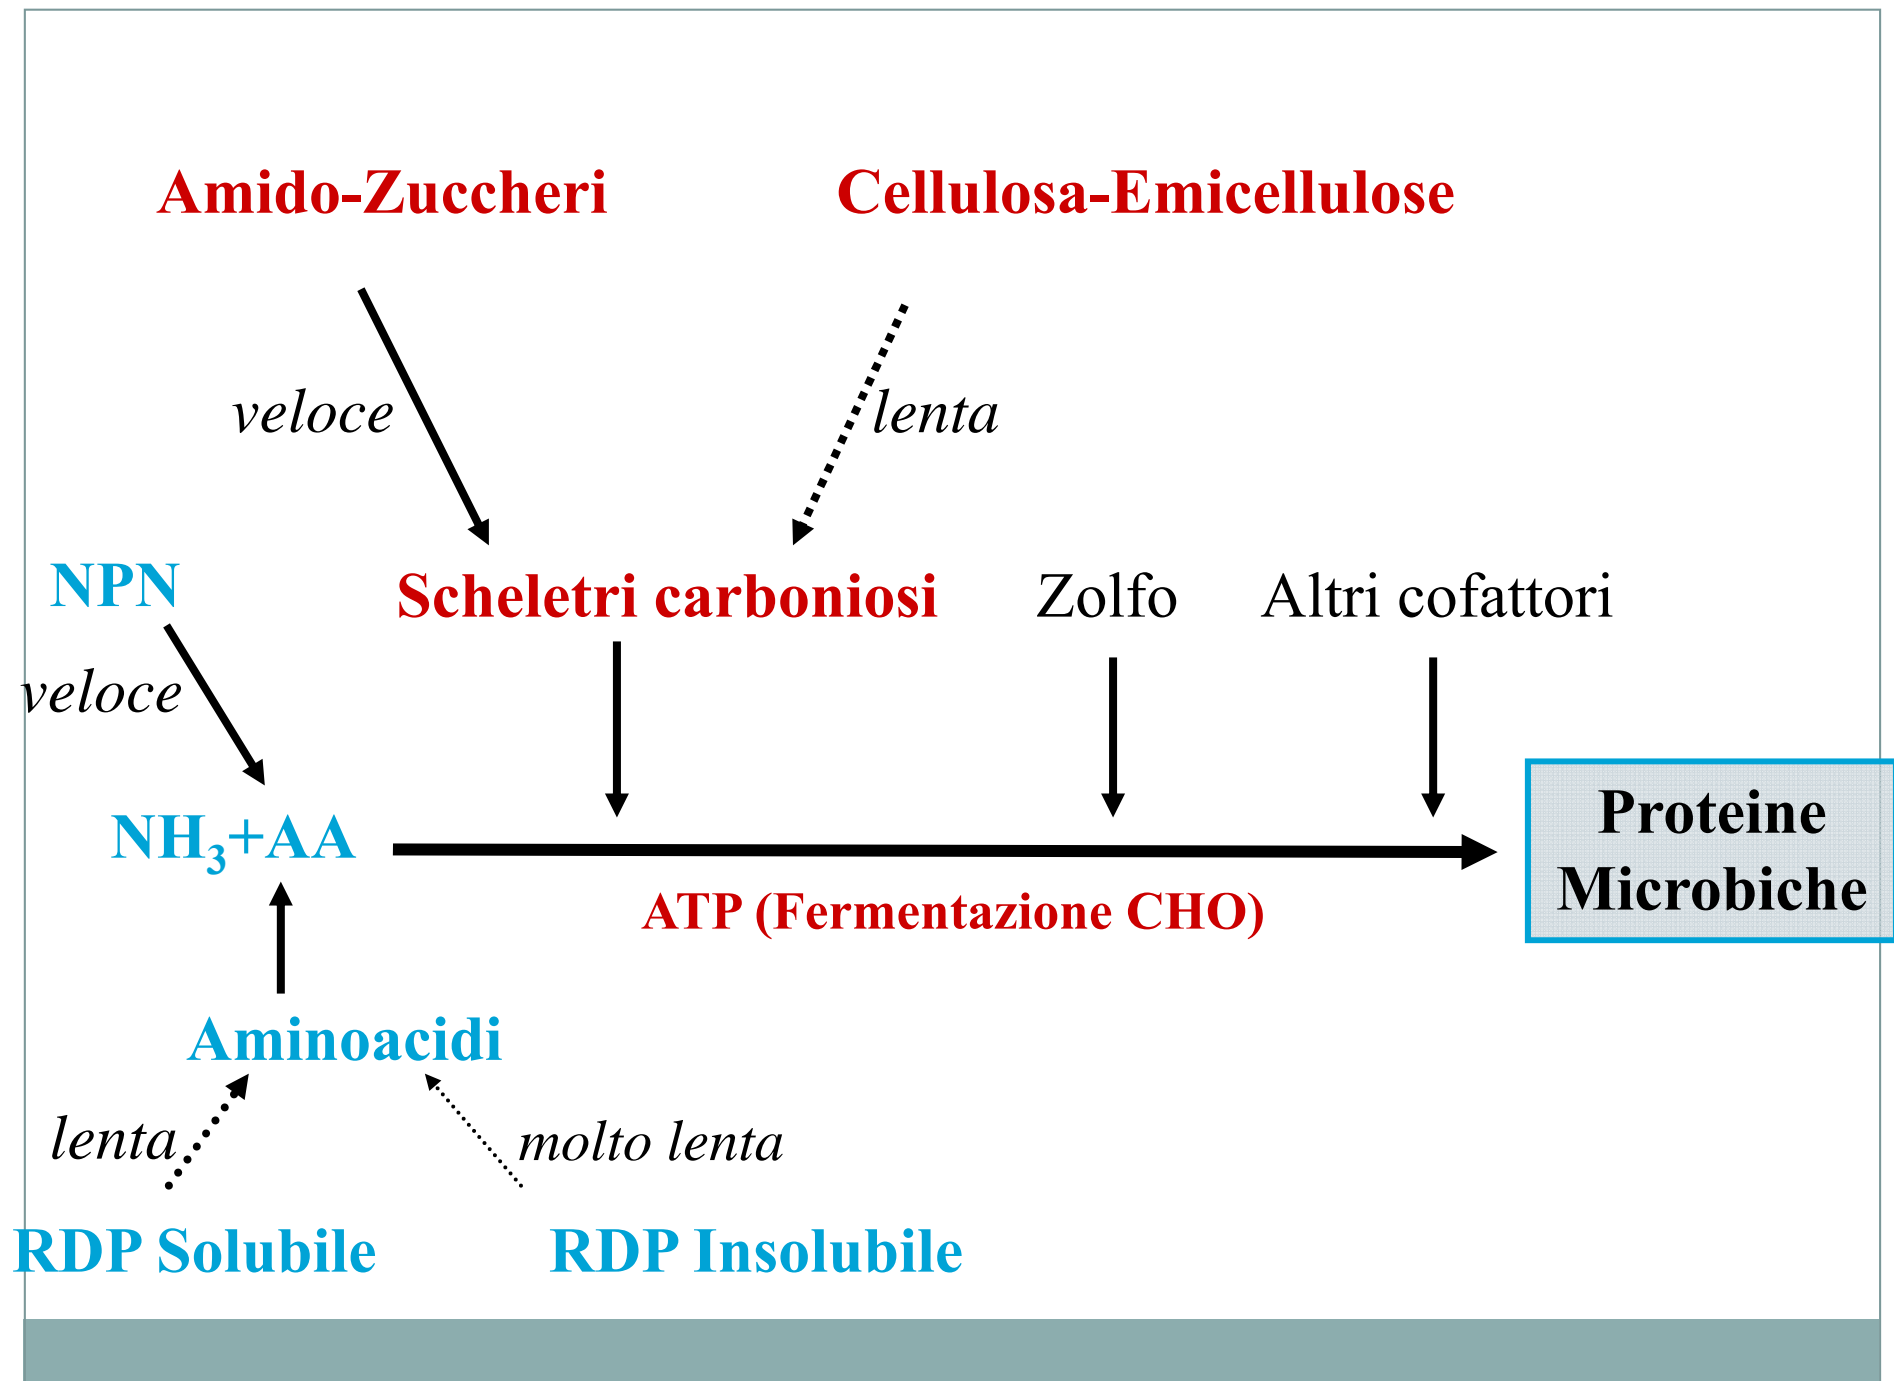 Amido-Zuccheri
Cellulosa-Emicellulose
veloce
lenta
NPN
Scheletri carboniosi
Zolfo
Altri cofattori
veloce
NH₃+AA
Proteine
Microbiche
ATP (Fermentazione CHO)
Aminoacidi
lenta
molto lenta
RDP Solubile
RDP Insolubile